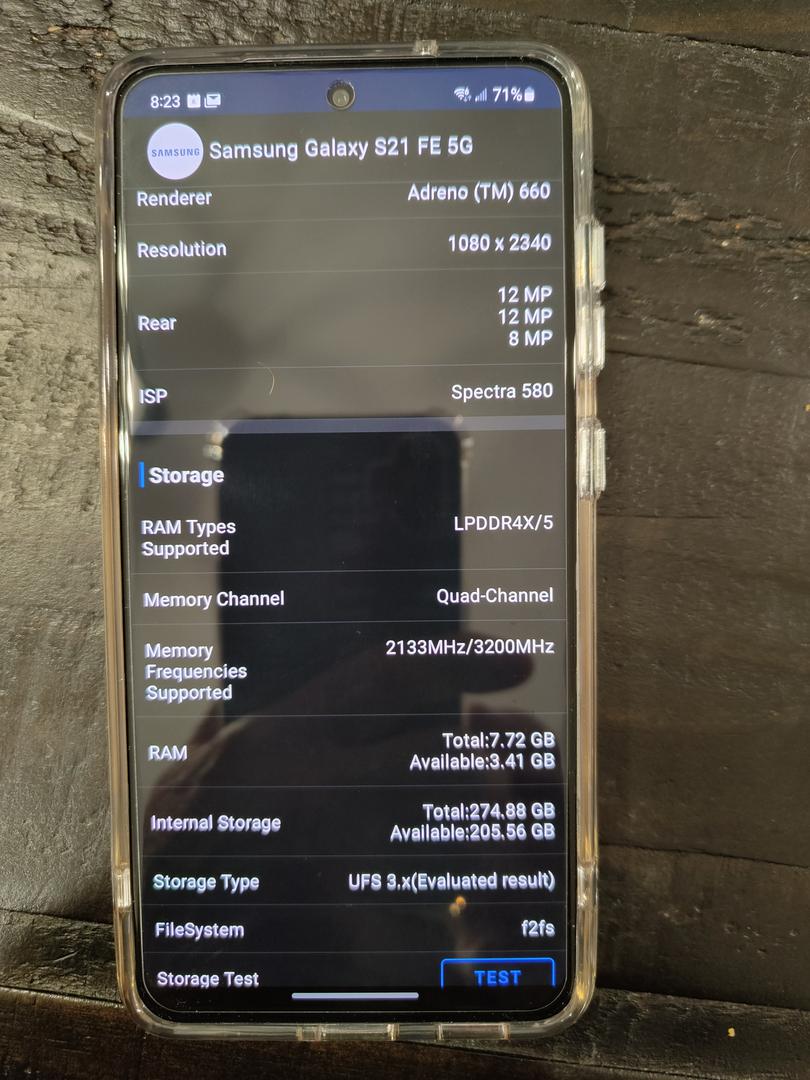 8:23 71%
SAMSUNG Samsung Galaxy S21 FE 5G
Renderer Adreno (TM) 660
Resolution 1080 x 2340
Rear 12 MP
12 MP
8 MP
ISP Spectra 580
Storage
RAM Types Supported LPDDR4X/5
Memory Channel Quad-Channel
Memory Frequencies Supported 2133MHz/3200MHz
RAM Total:7.72 GB
Available:3.41 GB
Internal Storage Total:274.88 GB
Available:205.56 GB
Storage Type UFS 3.x(Evaluated result)
FileSystem f2fs
Storage Test TEST